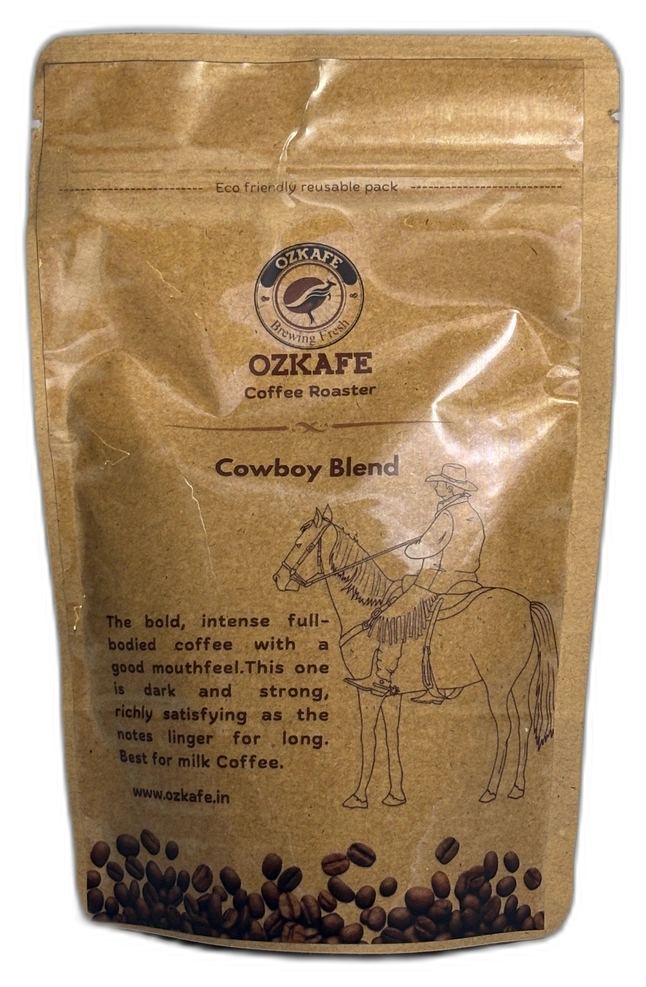 Eco friendly reusable pack
OZKAFE
Brewing Fresh
OZKAFE
Coffee Roaster
Cowboy Blend
The bold, intense full-
bodied coffee with a
good mouthfeel.This one
is dark and strong,
richly satisfying as the
notes linger for long.
Best for milk Coffee.
www.ozkafe.in